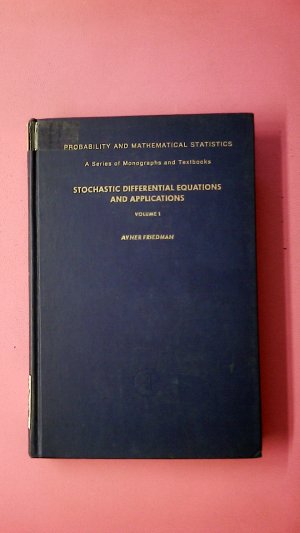 PROBABILITY AND MATHEMATICAL STATISTICS
A Series of Monographs and Textbooks
STOCHASTIC DIFFERENTIAL EQUATIONS
AND APPLICATIONS
VOLUME 1
AVNER FRIEDMAN